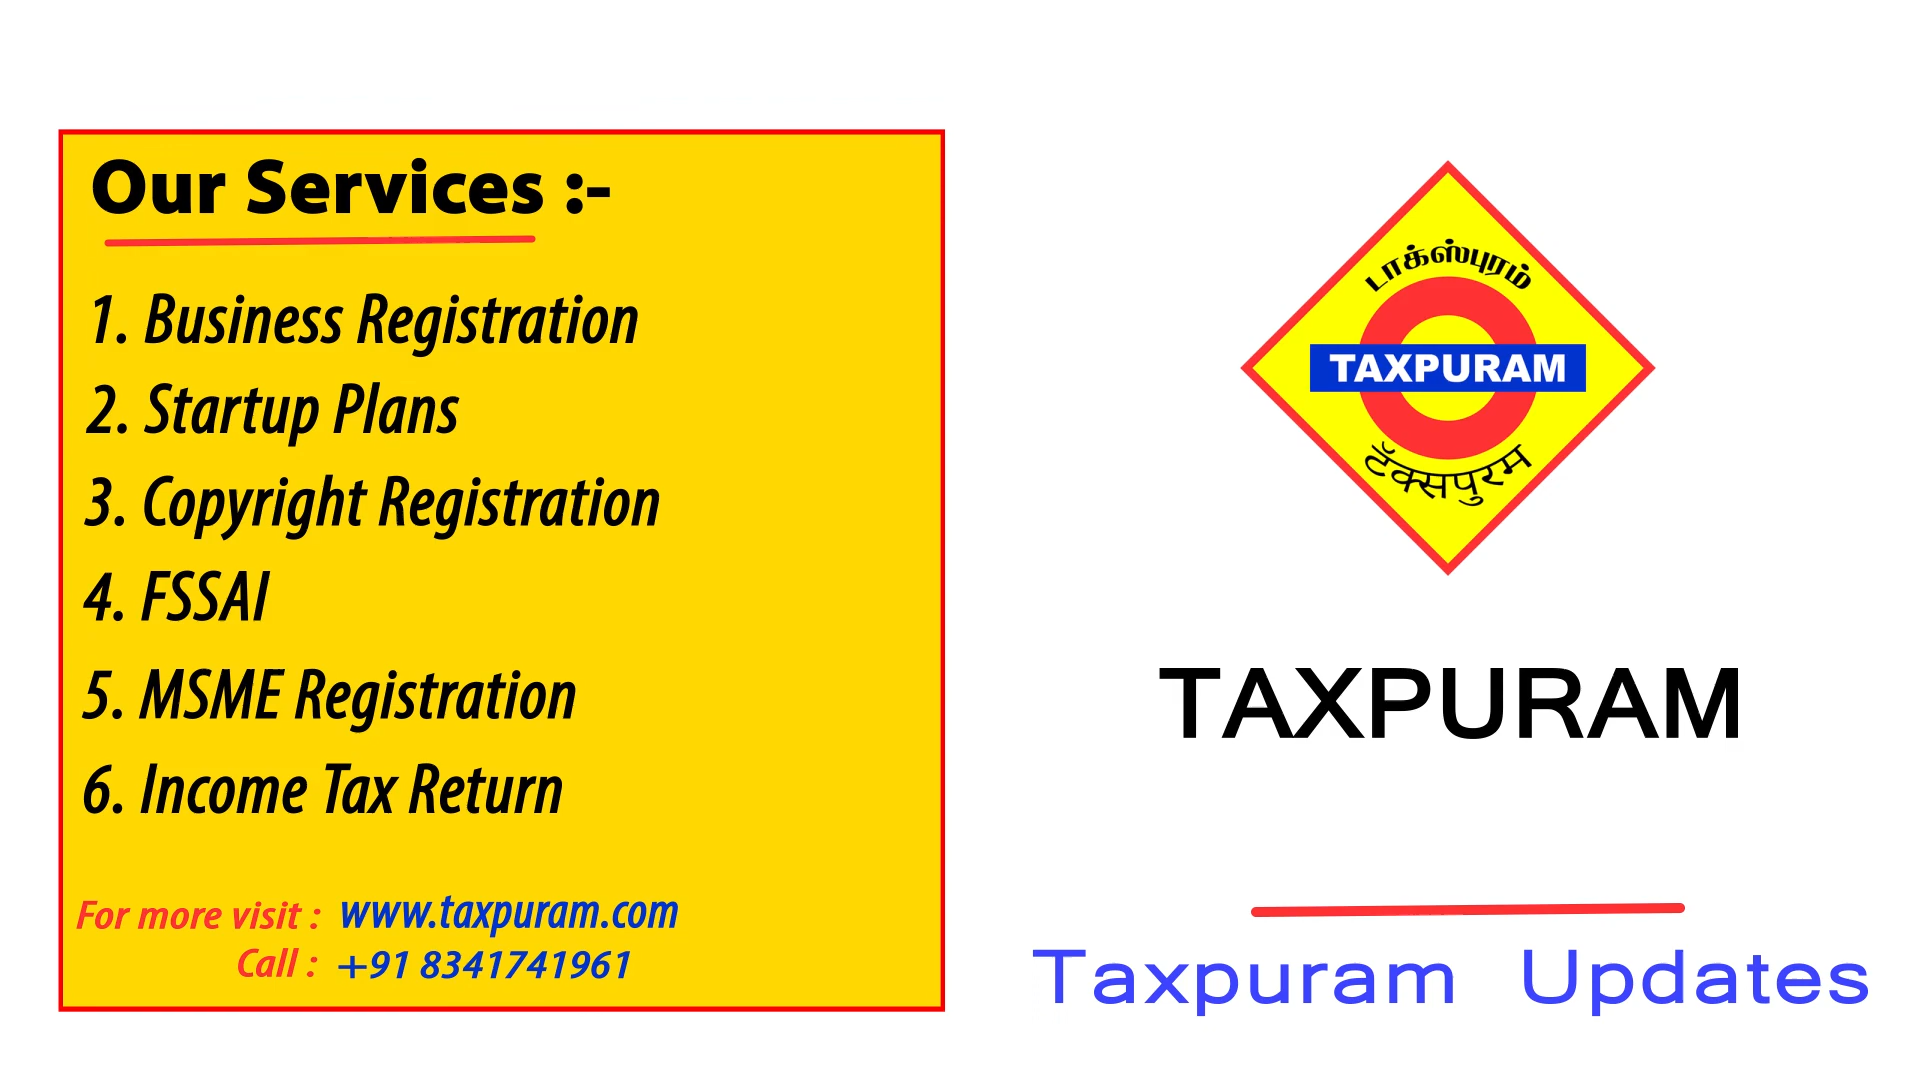 Our Services :-
1. Business Registration
2. Startup Plans
3. Copyright Registration
4. FSSAI
5. MSME Registration
6. Income Tax Return
For more visit : www.taxpuram.com
Call : +91 8341741961
டாக்ஸ்புரம்
TAXPURAM
टॅक्सपुरम
TAXPURAM
Taxpuram Updates